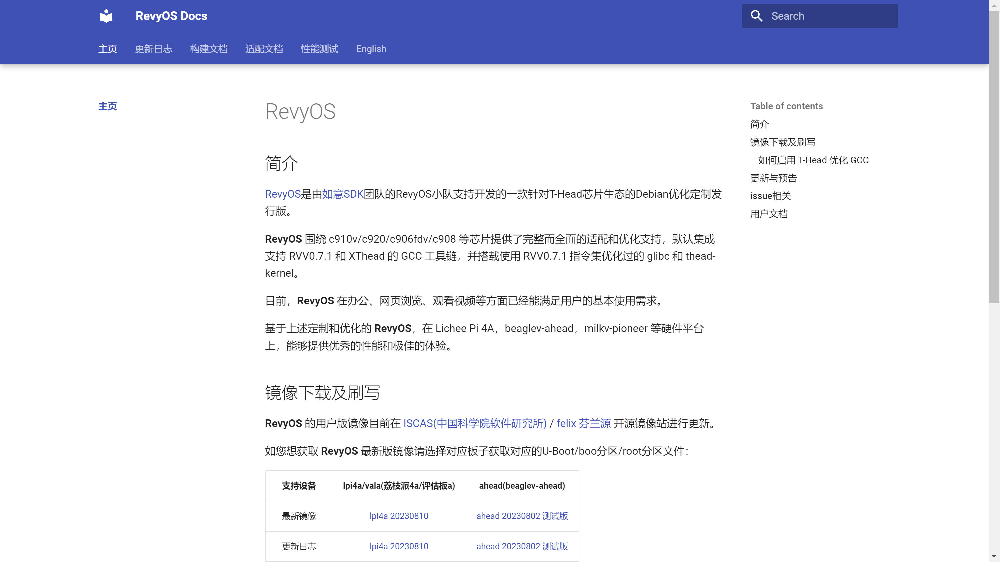 RevyOS Docs
Search
主页
更新日志
构建文档
适配文档
性能测试
English
主页
RevyOS
简介
RevyOS是由如意SDK团队的RevyOS小队支持开发的一款针对T-Head芯片生态的Debian优化定制发
行版。
RevyOS 围绕 c910v/c920/c906fdv/c908 等芯片提供了完整而全面的适配和优化支持，默认集成
支持 RVV0.7.1 和 XThead 的 GCC 工具链，并搭载使用 RVV0.7.1 指令集优化过的 glibc 和 thead-
kernel。
目前，RevyOS 在办公、网页浏览、观看视频等方面已经能满足用户的基本使用需求。
基于上述定制和优化的 RevyOS，在 Lichee Pi 4A，beaglev-ahead，milkv-pioneer 等硬件平台
上，能够提供优秀的性能和极佳的体验。
镜像下载及刷写
RevyOS 的用户版镜像目前在 ISCAS(中国科学院软件研究所) / felix 芬兰源 开源镜像站进行更新。
如您想获取 RevyOS 最新版镜像请选择对应板子获取对应的U-Boot/boo分区/root分区文件：
支持设备 lpi4a/vala(荔枝派4a/评估板a) ahead(beaglev-ahead)
最新镜像 lpi4a 20230810 ahead 20230802 测试版
更新日志 lpi4a 20230810 ahead 20230802 测试版
Table of contents
简介
镜像下载及刷写
如何启用 T-Head 优化 GCC
更新与预告
issue相关
用户文档